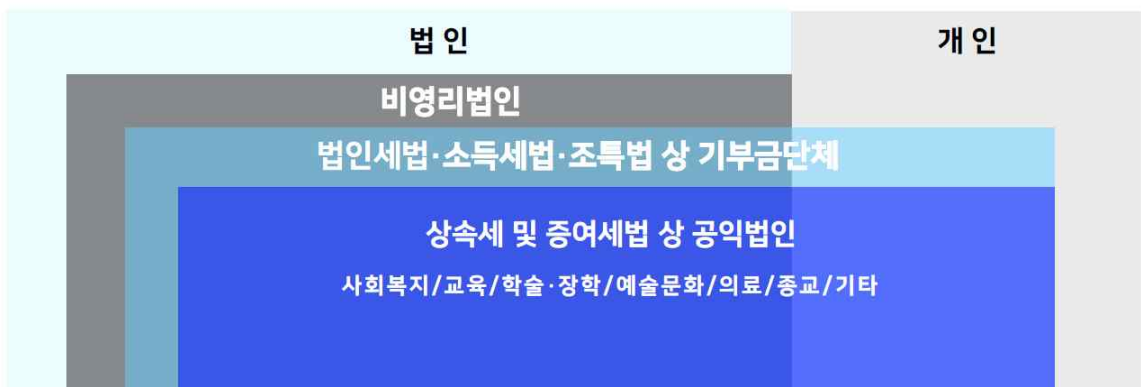 법 인 개 인
비영리법인
법인세법·소득세법·조특법 상 기부금단체
상속세 및 증여세법 상 공익법인
사회복지/교육/학술·장학/예술문화/의료/종교/기타